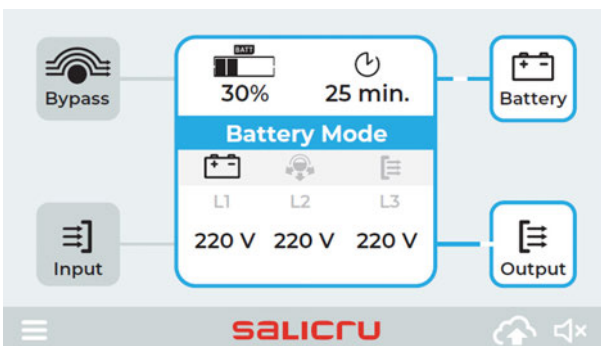 BATT
30%
25 min.
Bypass
Battery
Battery Mode
L1 L2 L3
220 V 220 V 220 V
Input
Output
salicru